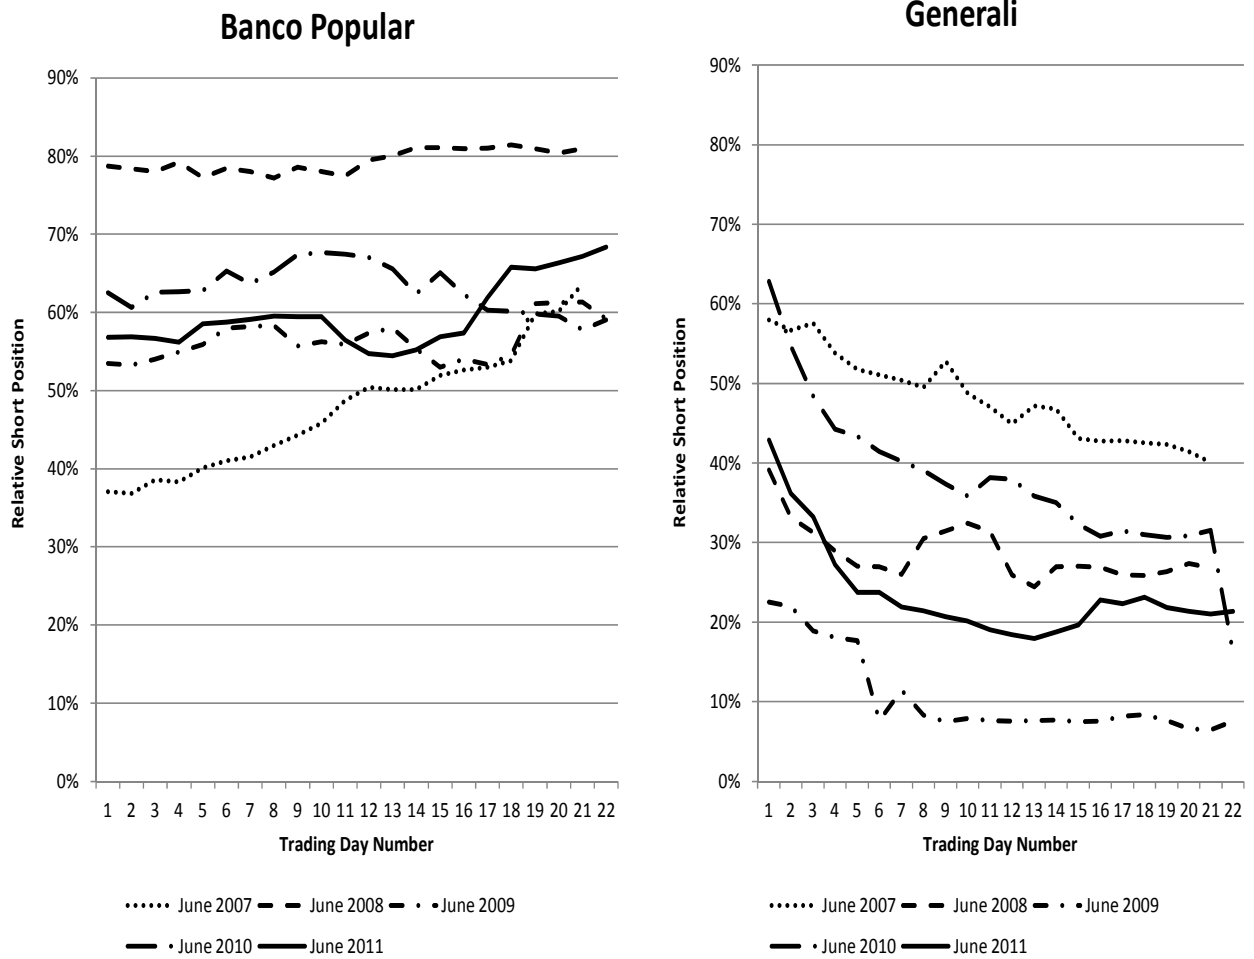 Banco Popular
90%
80%
70%
60%
50%
40%
30%
20%
10%
0%
Relative Short Position
1 2 3 4 5 6 7 8 9 10 11 12 13 14 15 16 17 18 19 20 21 22
Trading Day Number
June 2007 June 2008 June 2009
June 2010 June 2011
Generali
90%
80%
70%
60%
50%
40%
30%
20%
10%
0%
Relative Short Position
1 2 3 4 5 6 7 8 9 10 11 12 13 14 15 16 17 18 19 20 21 22
Trading Day Number
June 2007 June 2008 June 2009
June 2010 June 2011